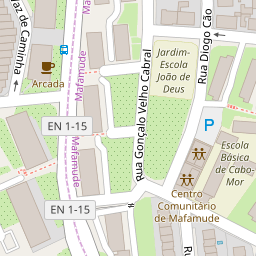 az de Caminha
Arcada
Mafamude
Ma
Rua Gonçalo Velho Cabral
Jardim-
Escola
João de
Deus
Rua Diogo Cão
EN 1-15
Mafamude
P
Escola
Básica
de Cabo-
Mor
Centro
Comunitário
de Mafamude
EN 1-15